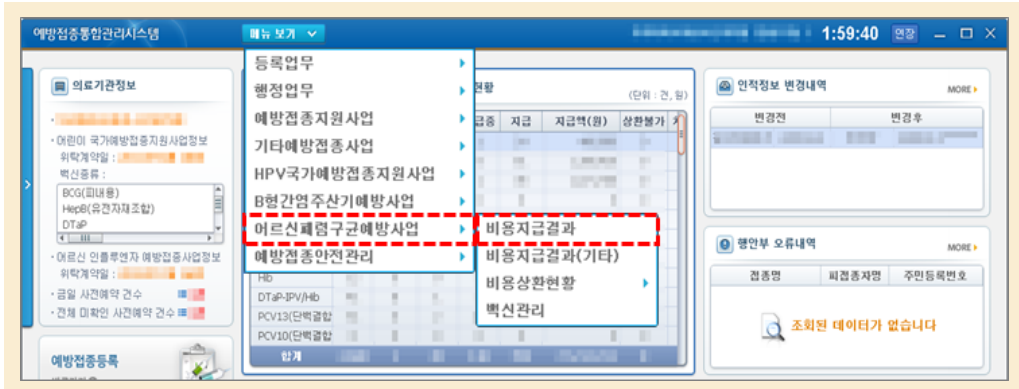 예방접종통합관리시스템
메뉴 보기
1:59:40 연장
의료기관정보
· 어린이 국가예방접종지원사업정보
위탁계약일 :
백신종류 :
BCG(피내용)
HepB(유전자재조합)
DTaP
· 어르신 인플루엔자 예방접종사업정보
위탁계약일 :
· 금일 사전예약 건수
· 전체 미확인 사전예약 건수
예방접종등록
등록업무
행정업무
예방접종지원사업
기타예방접종사업
HPV국가예방접종지원사업
B형간염주산기예방사업
어르신폐렴구균예방사업
예방접종안전관리
비용지급결과
비용지급결과(기타)
비용상환현황
백신관리
현황
(단위 : 건, 원)
급증 지급 지급액(원) 상환불가
Hib
DTaP-IPV/Hib
PCV13(단백결합
PCV10(단백결합
합계
인적정보 변경내역
MORE
변경전 변경후
행안부 오류내역
MORE
접종명 피접종자명 주민등록번호
조회된 데이터가 없습니다